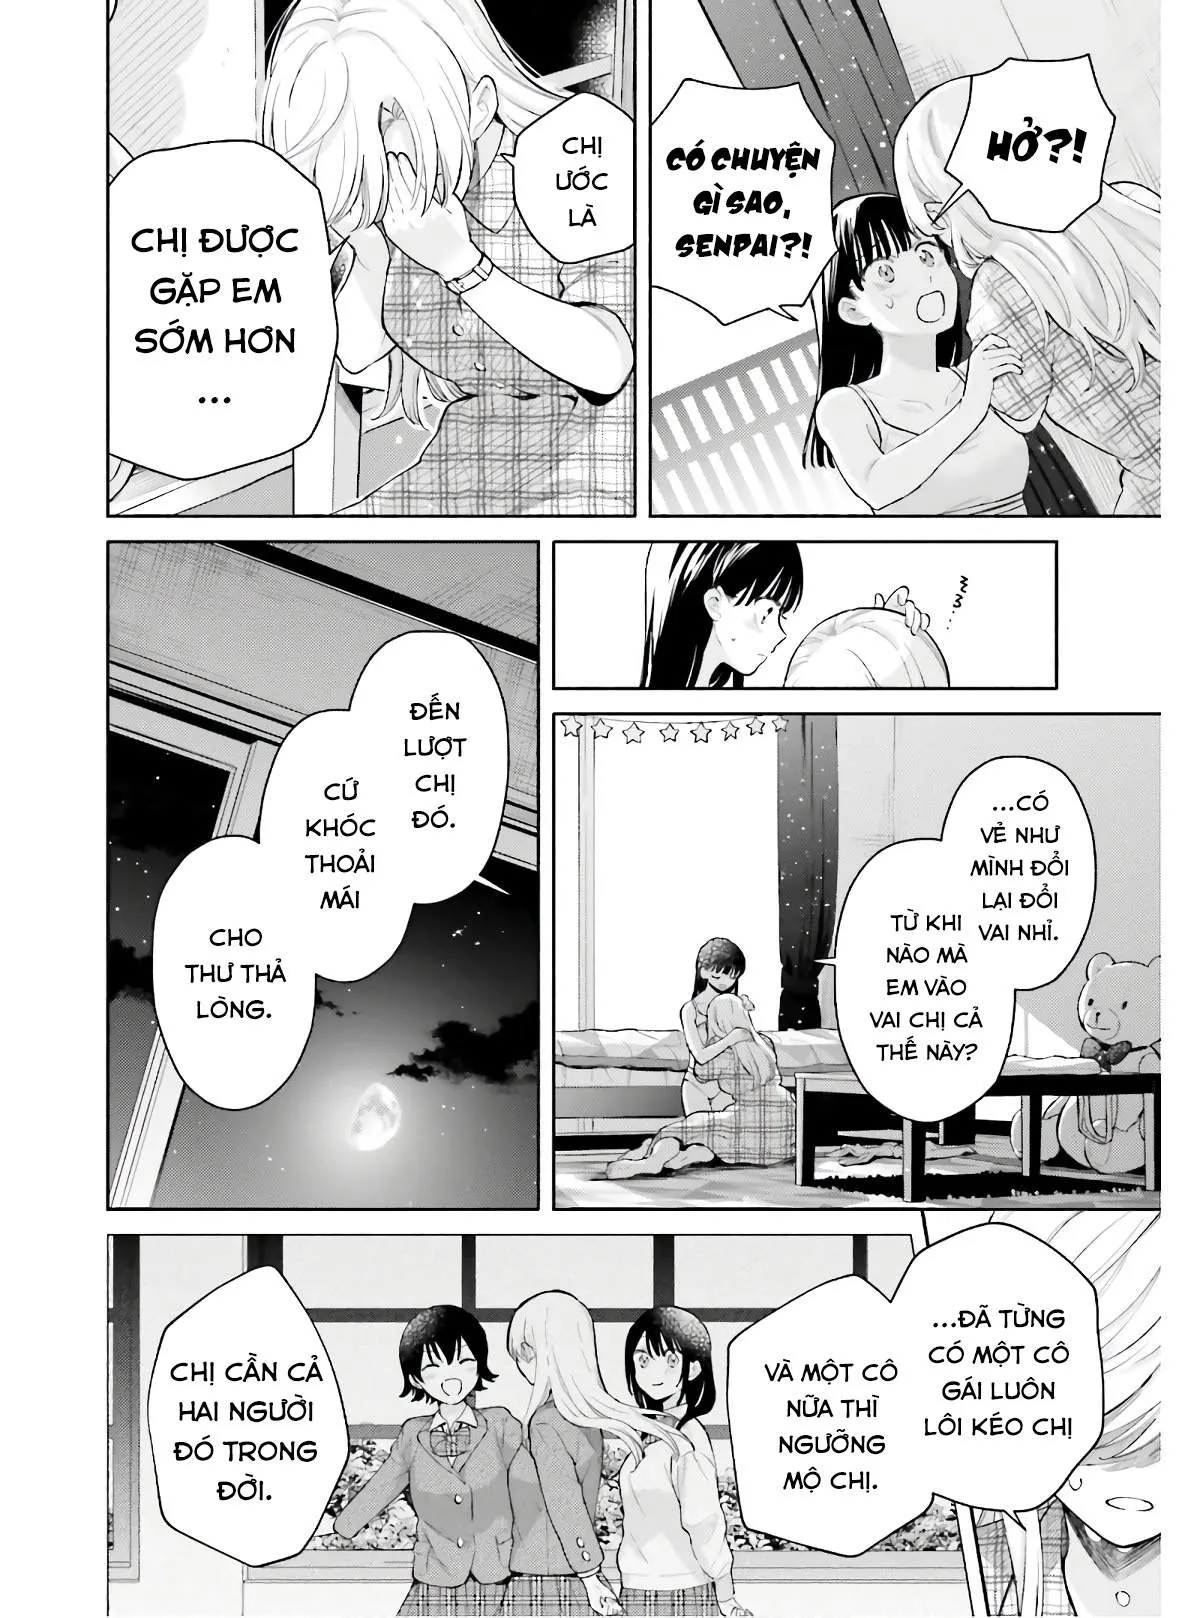 HỞ?!
CÓ CHUYỆN
GÌ SAO,
SENPAI?!
CHỊ
ƯỚC
LÀ
CHỊ ĐƯỢC
GẶP EM
SỚM HƠN
...
...CÓ
VẺ NHƯ
MÌNH ĐỔI
LẠI ĐỔI
VAI NHỈ.
TỪ KHI
NÀO MÀ
EM VÀO
VAI CHỊ CẢ
THẾ NÀY?
ĐẾN
LƯỢT
CHỊ
ĐÓ.
CỨ
KHÓC
THOẢI
MÁI
CHO
THƯ THẢ
LÒNG.
...ĐÃ TỪNG
CÓ MỘT CÔ
GÁI LUÔN
LÔI KÉO CHỊ
VÀ MỘT CÔ
NỮA THÌ
NGƯỠNG
MỘ CHỊ.
CHỊ CẦN CẢ
HAI NGƯỜI
ĐÓ TRONG
ĐỜI.